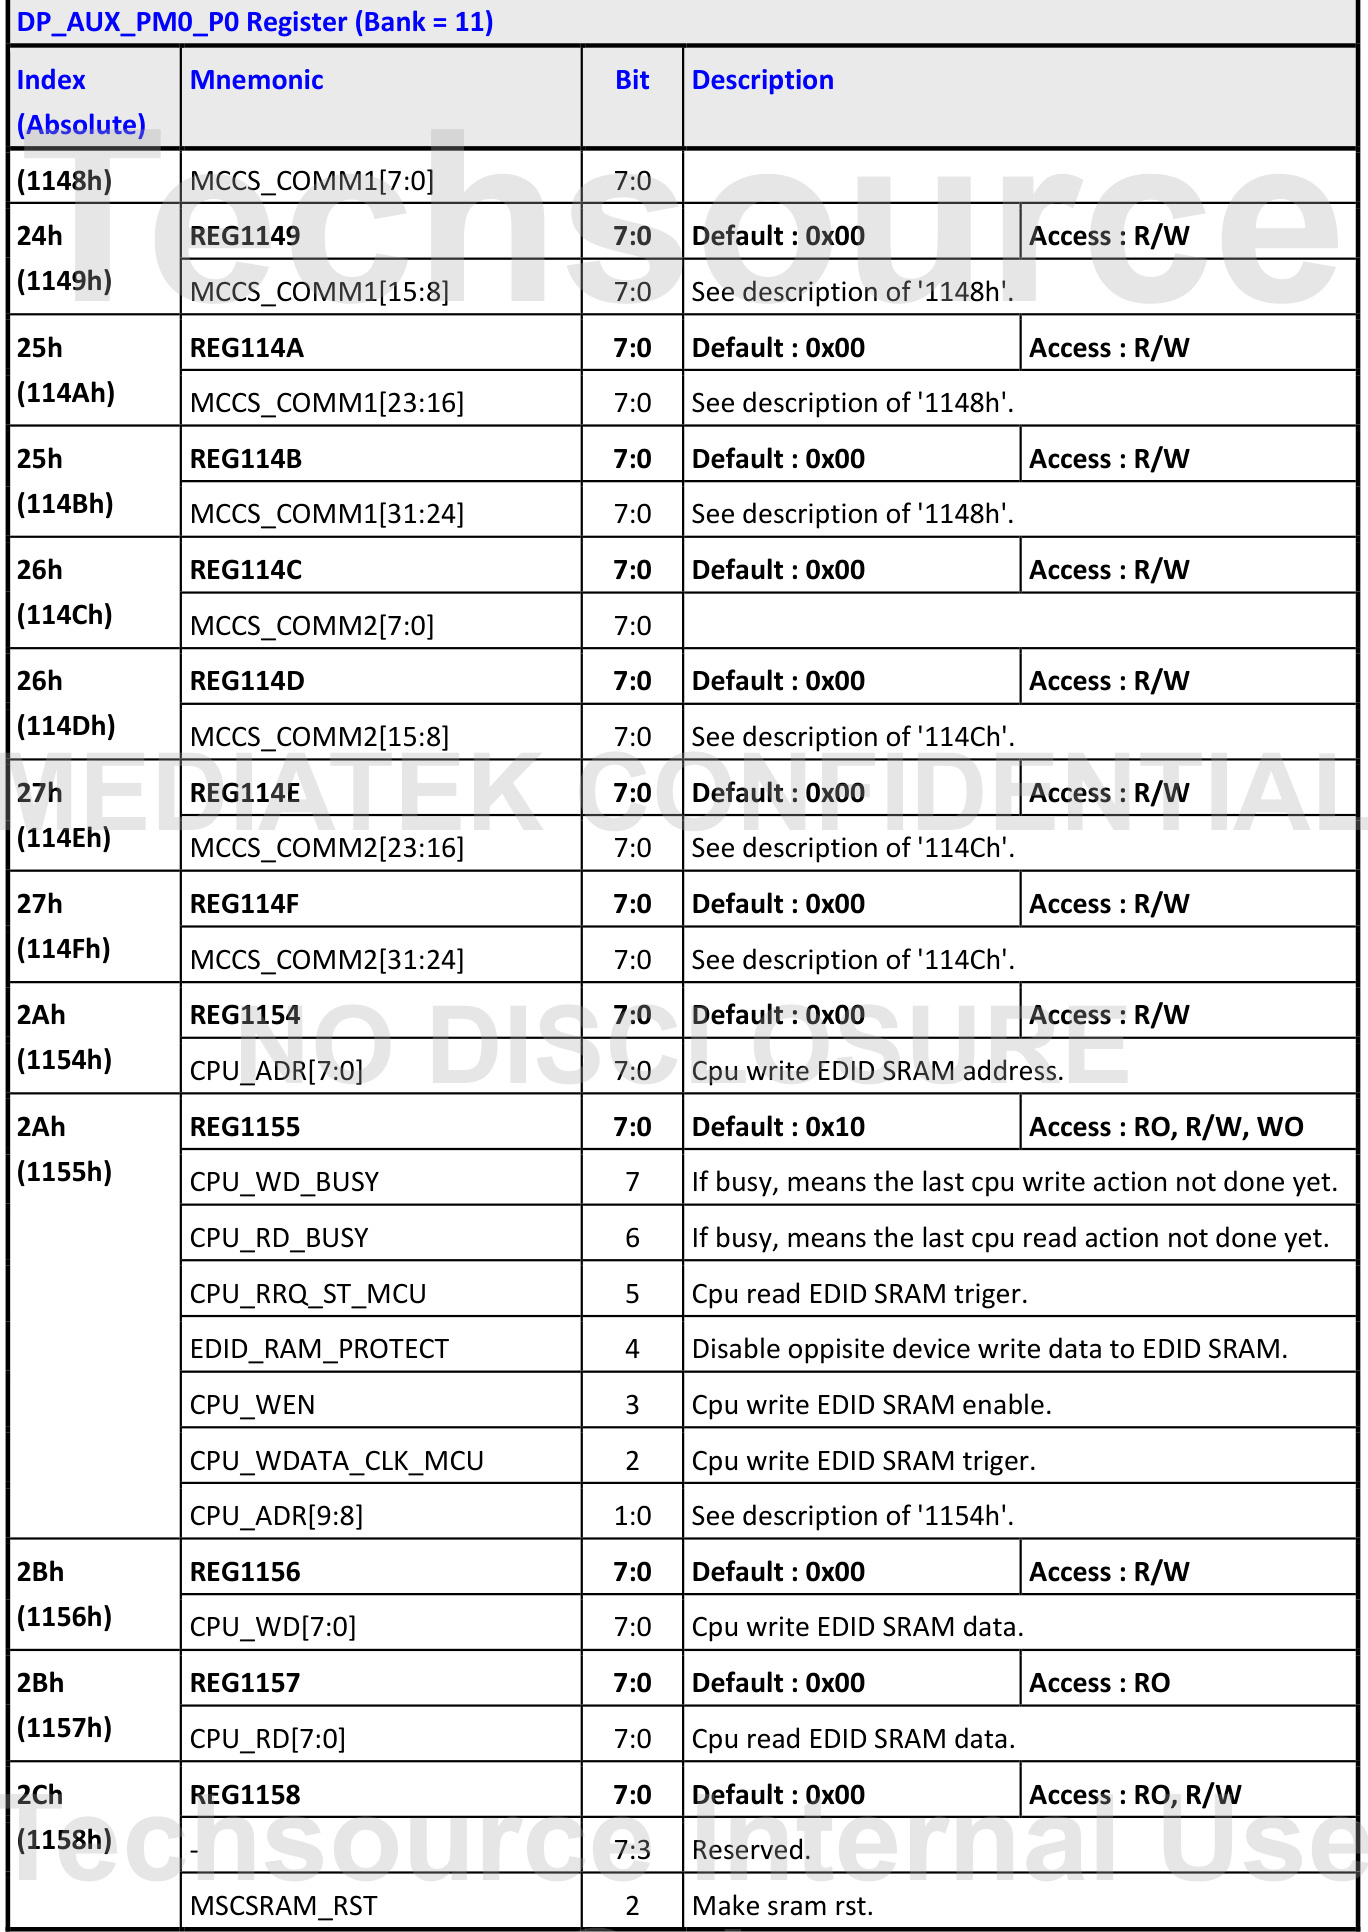 DP_AUX_PM0_P0 Register (Bank = 11)
Index (Absolute) Mnemonic Bit Description
(1148h) MCCS_COMM1[7:0] 7:0
24h (1149h) REG1149 7:0 Default : 0x00 Access : R/W
MCCS_COMM1[15:8] 7:0 See description of '1148h'.
25h (114Ah) REG114A 7:0 Default : 0x00 Access : R/W
MCCS_COMM1[23:16] 7:0 See description of '1148h'.
25h (114Bh) REG114B 7:0 Default : 0x00 Access : R/W
MCCS_COMM1[31:24] 7:0 See description of '1148h'.
26h (114Ch) REG114C 7:0 Default : 0x00 Access : R/W
MCCS_COMM2[7:0] 7:0
26h (114Dh) REG114D 7:0 Default : 0x00 Access : R/W
MCCS_COMM2[15:8] 7:0 See description of '114Ch'.
27h (114Eh) REG114E 7:0 Default : 0x00 Access : R/W
MCCS_COMM2[23:16] 7:0 See description of '114Ch'.
27h (114Fh) REG114F 7:0 Default : 0x00 Access : R/W
MCCS_COMM2[31:24] 7:0 See description of '114Ch'.
2Ah (1154h) REG1154 7:0 Default : 0x00 Access : R/W
CPU_ADR[7:0] 7:0 Cpu write EDID SRAM address.
2Ah (1155h) REG1155 7:0 Default : 0x10 Access : RO, R/W, WO
CPU_WD_BUSY 7 If busy, means the last cpu write action not done yet.
CPU_RD_BUSY 6 If busy, means the last cpu read action not done yet.
CPU_RRQ_ST_MCU 5 Cpu read EDID SRAM triger.
EDID_RAM_PROTECT 4 Disable oppisite device write data to EDID SRAM.
CPU_WEN 3 Cpu write EDID SRAM enable.
CPU_WDATA_CLK_MCU 2 Cpu write EDID SRAM triger.
CPU_ADR[9:8] 1:0 See description of '1154h'.
2Bh (1156h) REG1156 7:0 Default : 0x00 Access : R/W
CPU_WD[7:0] 7:0 Cpu write EDID SRAM data.
2Bh (1157h) REG1157 7:0 Default : 0x00 Access : RO
CPU_RD[7:0] 7:0 Cpu read EDID SRAM data.
2Ch (1158h) REG1158 7:0 Default : 0x00 Access : RO, R/W
- 7:3 Reserved.
MSCSRAM_RST 2 Make sram rst.
Techsource
MEDIATEK CONFIDENTIAL
NO DISCLOSURE
Techsource Internal Use